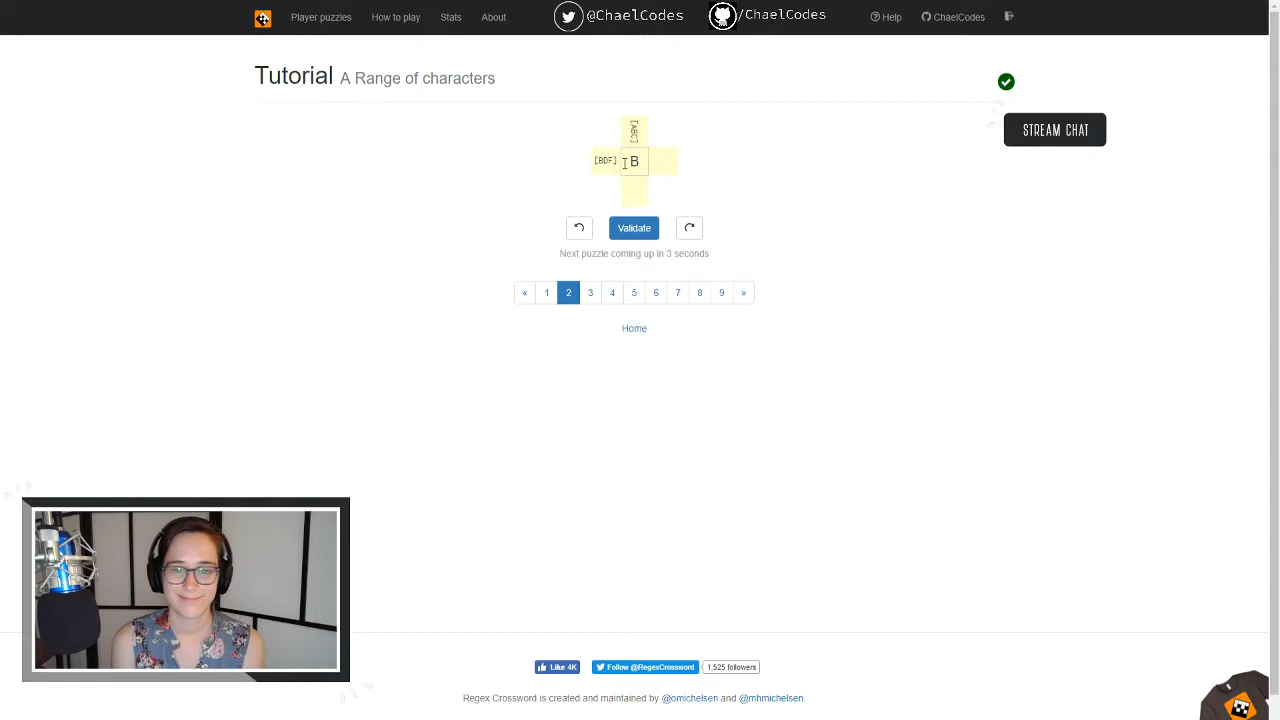 Player puzzles How to play Stats About @ChaelCodes /ChaelCodes Help ChaelCodes
Tutorial A Range of characters
STREAM CHAT
[ABC]
[BDF] B
Validate
Next puzzle coming up in 3 seconds
« 1 2 3 4 5 6 7 8 9 »
Home
Like 4K Follow @RegexCrossword 1,525 followers
Regex Crossword is created and maintained by @omichelsen and @mhmichelsen.